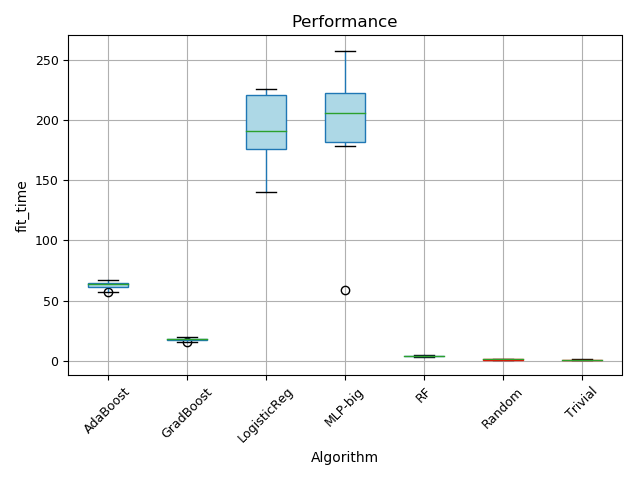 Performance
fit_time
250
200
150
100
50
0
AdaBoost
GradBoost
LogisticReg
MLP-big
RF
Random
Trivial
Algorithm